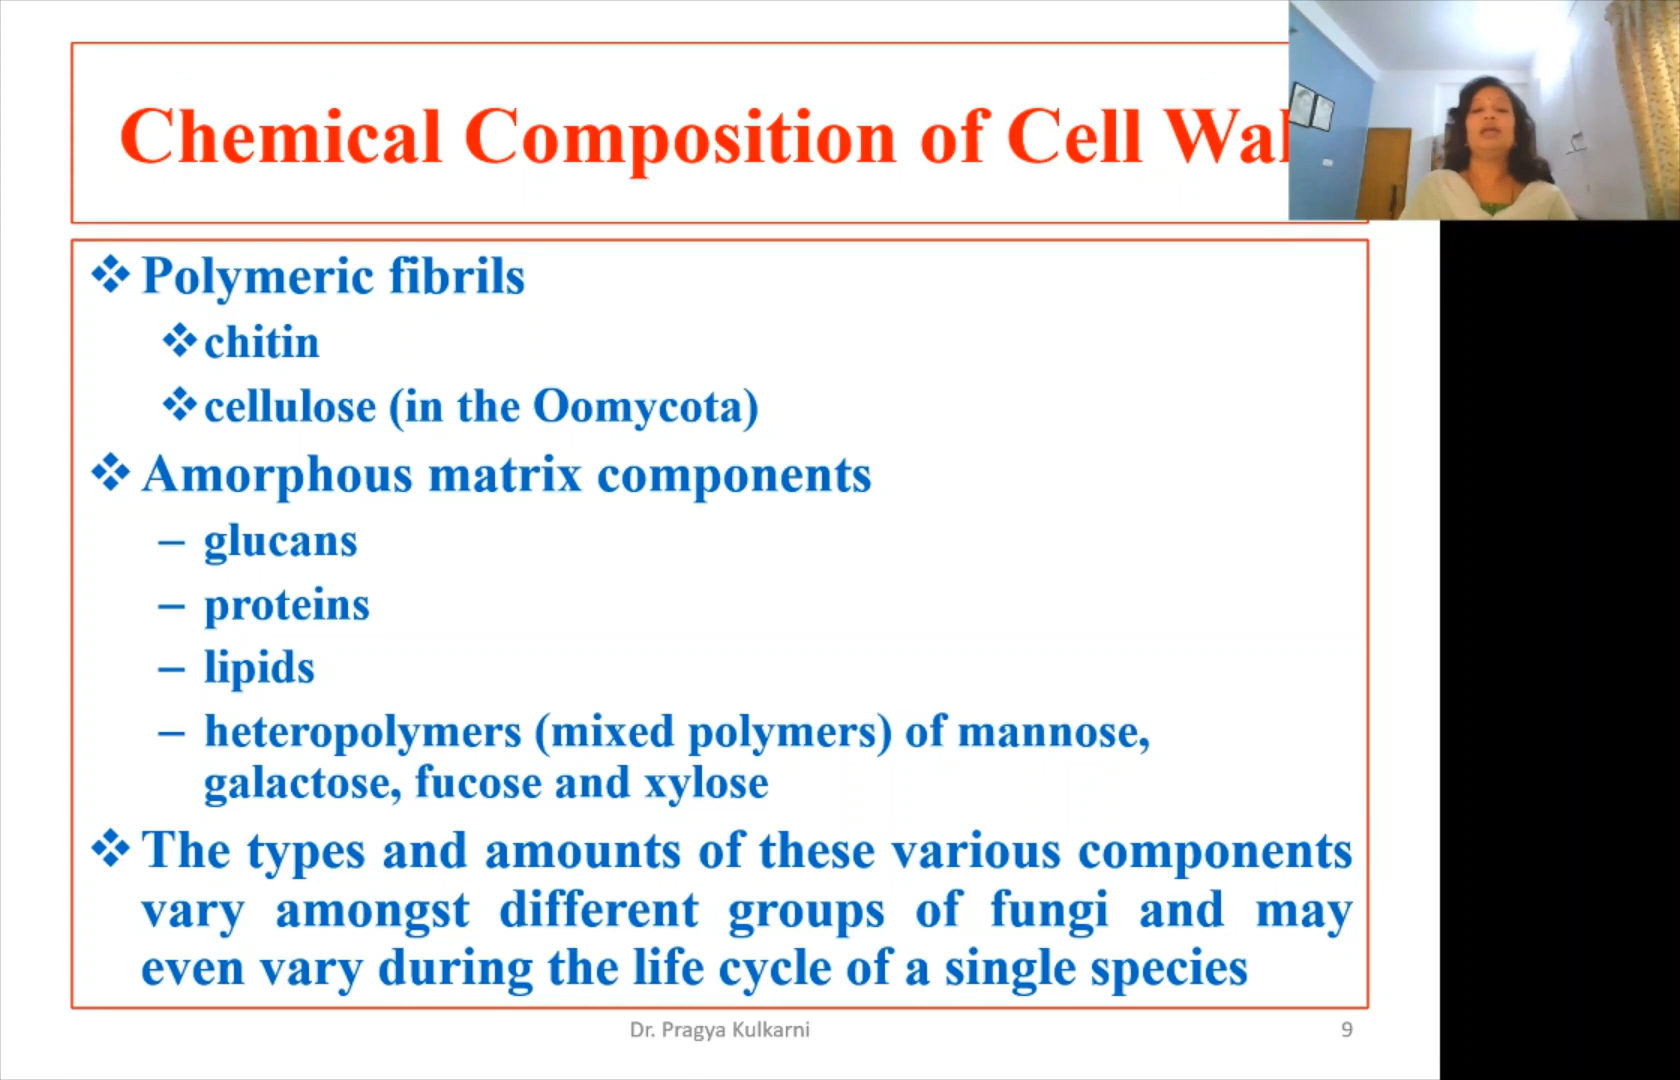 Chemical Composition of Cell Wal
❖ Polymeric fibrils
❖ chitin
❖ cellulose (in the Oomycota)
❖ Amorphous matrix components
– glucans
– proteins
– lipids
– heteropolymers (mixed polymers) of mannose,
galactose, fucose and xylose
❖ The types and amounts of these various components
vary amongst different groups of fungi and may
even vary during the life cycle of a single species
Dr. Pragya Kulkarni
9